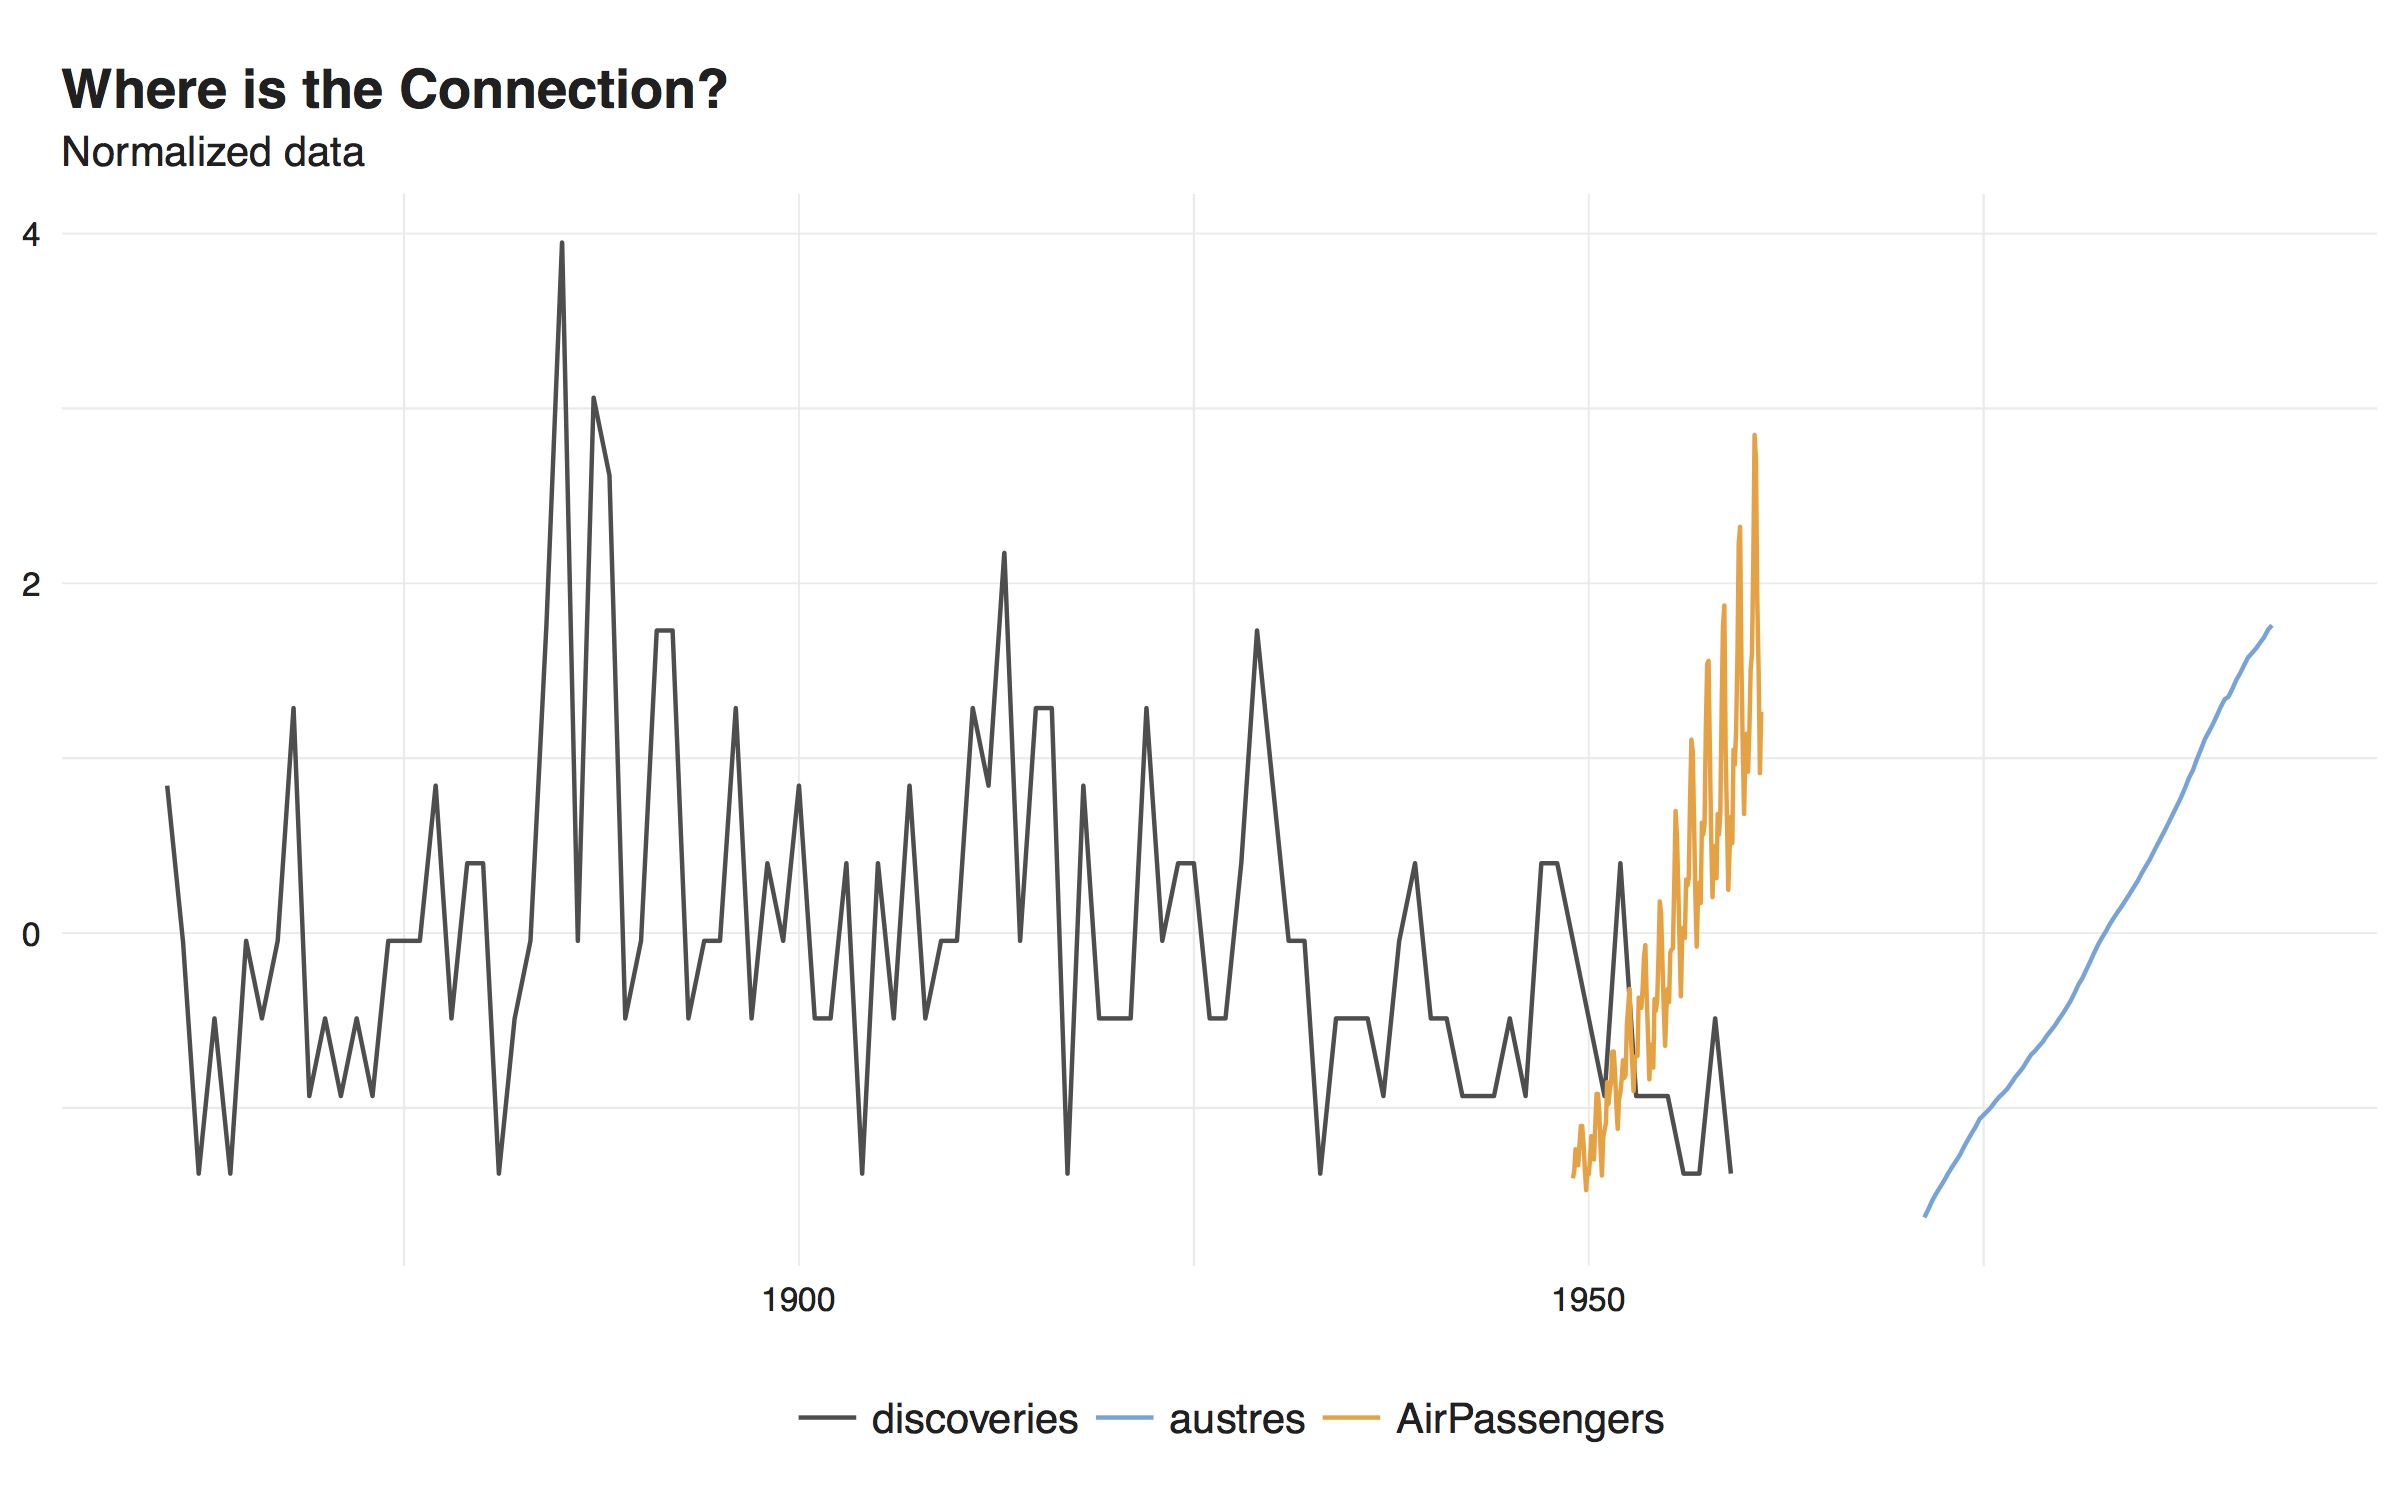 Where is the Connection?
Normalized data
4
2
0
1900 1950
discoveries austres AirPassengers